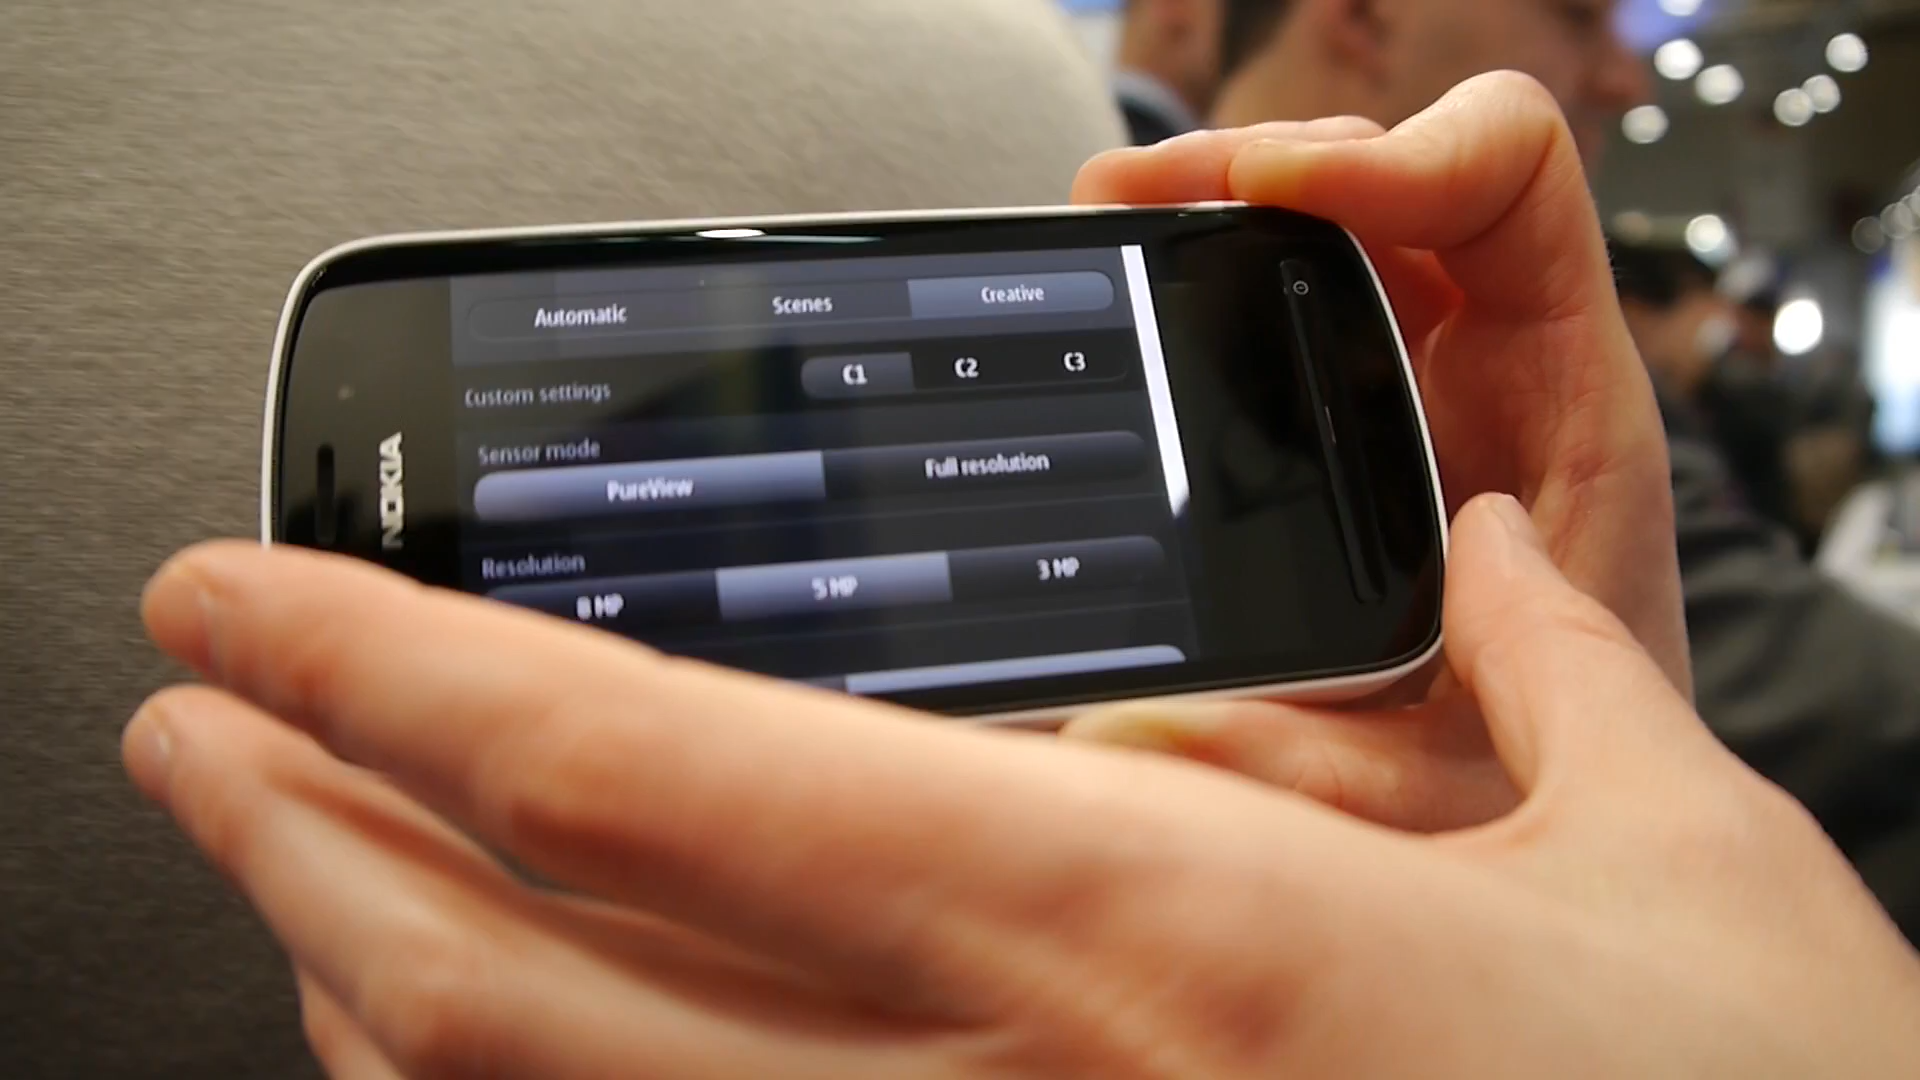 Automatic Scenes Creative
Custom settings C1 C2 C3
Sensor mode
PureView Full resolution
Resolution
8 MP 5 MP 3 MP
NOKIA